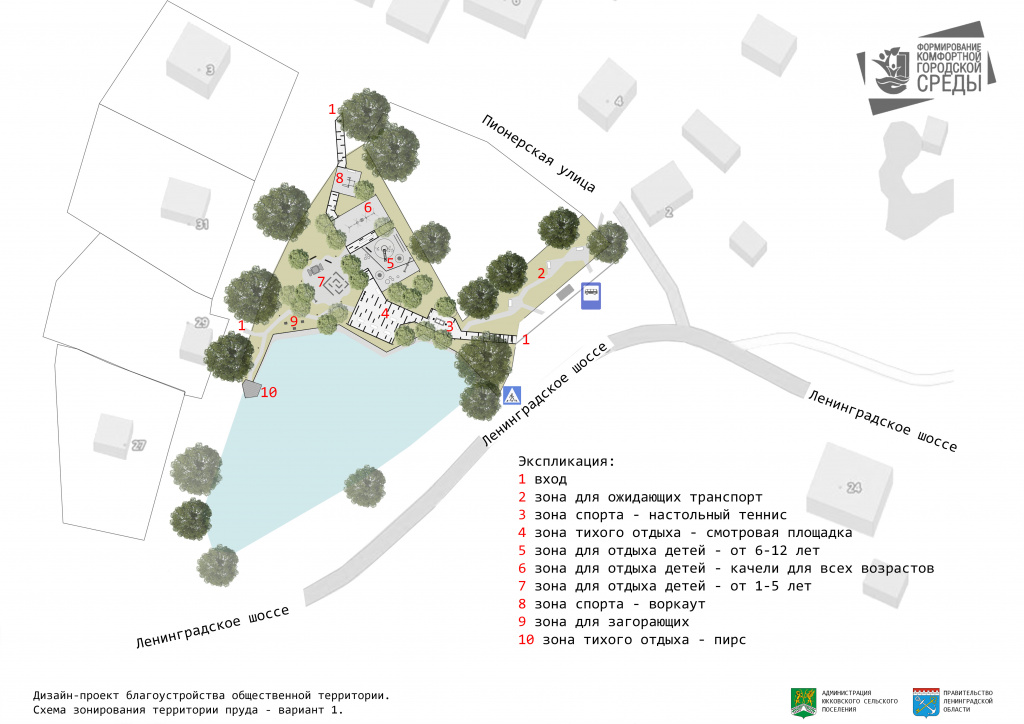 ФОРМИРОВАНИЕ
КОМФОРТНОЙ
ГОРОДСКОЙ
СРЕДЫ
6
3
4
1
Пионерская улица
8
31
6
2
5
2
7
4
29
1
9
3
1
10
Ленинградское шоссе
Ленинградское шоссе
27
24
Экспликация:
1 вход
2 зона для ожидающих транспорт
3 зона спорта - настольный теннис
4 зона тихого отдыха - смотровая площадка
5 зона для отдыха детей - от 6-12 лет
6 зона для отдыха детей - качели для всех возрастов
7 зона для отдыха детей - от 1-5 лет
8 зона спорта - воркаут
9 зона для загорающих
10 зона тихого отдыха - пирс
Ленинградское шоссе
Дизайн-проект благоустройства общественной территории.
Схема зонирования территории пруда - вариант 1.
АДМИНИСТРАЦИЯ
ЮККОВСКОГО СЕЛЬСКОГО
ПОСЕЛЕНИЯ
ПРАВИТЕЛЬСТВО
ЛЕНИНГРАДСКОЙ
ОБЛАСТИ